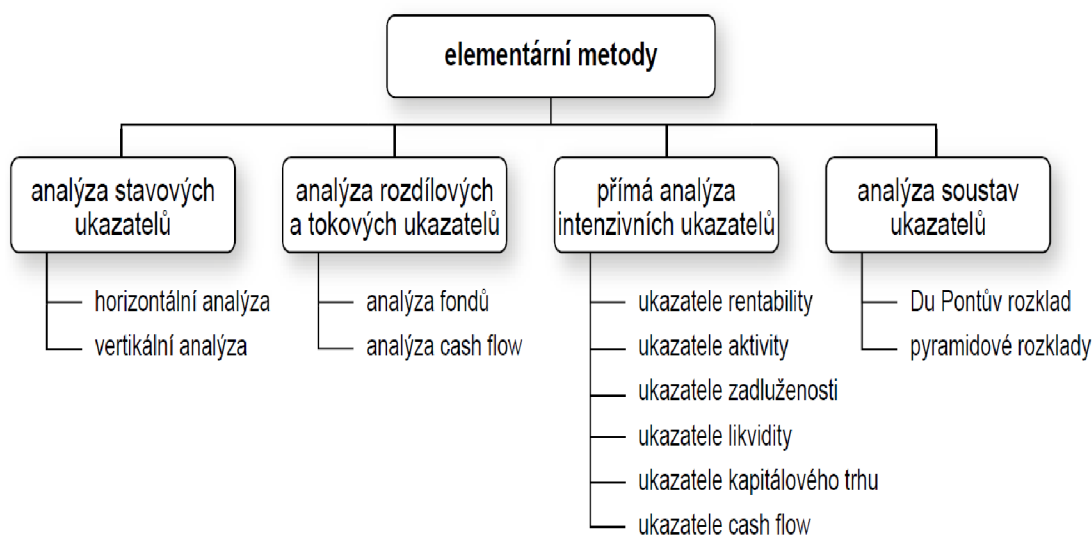 elementární metody
analýza stavových
ukazatelů
horizontální analýza
vertikální analýza
analýza rozdílových
a tokových ukazatelů
analýza fondů
analýza cash flow
přímá analýza
intenzivních ukazatelů
ukazatele rentability
ukazatele aktivity
ukazatele zadluženosti
ukazatele likvidity
ukazatele kapitálového trhu
ukazatele cash flow
analýza soustav
ukazatelů
Du Pontův rozklad
pyramidové rozklady